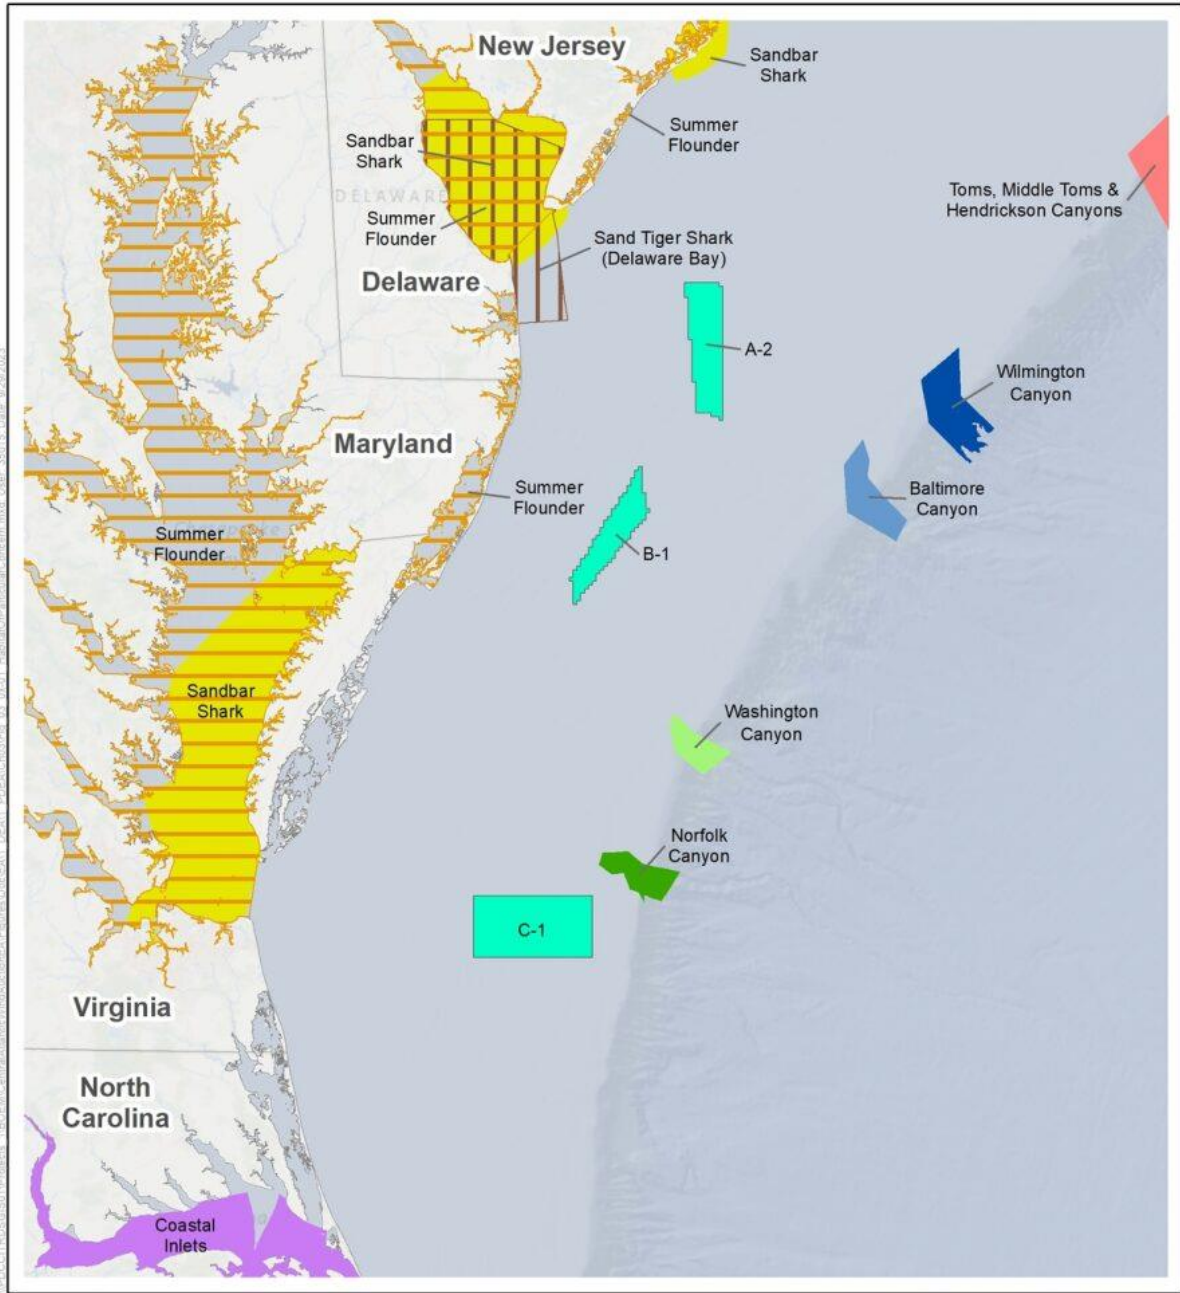 New Jersey
Sandbar
Shark
Summer
Flounder
Sandbar
Shark
Toms, Middle Toms &
Hendrickson Canyons
DELAWARE
Summer
Flounder
Sand Tiger Shark
(Delaware Bay)
Delaware
A-2
Wilmington
Canyon
Maryland
Baltimore
Canyon
Summer
Flounder
Chesapeake
Summer
Flounder
B-1
Sandbar
Shark
Washington
Canyon
Norfolk
Canyon
C-1
Virginia
North
Carolina
Coastal
Inlets